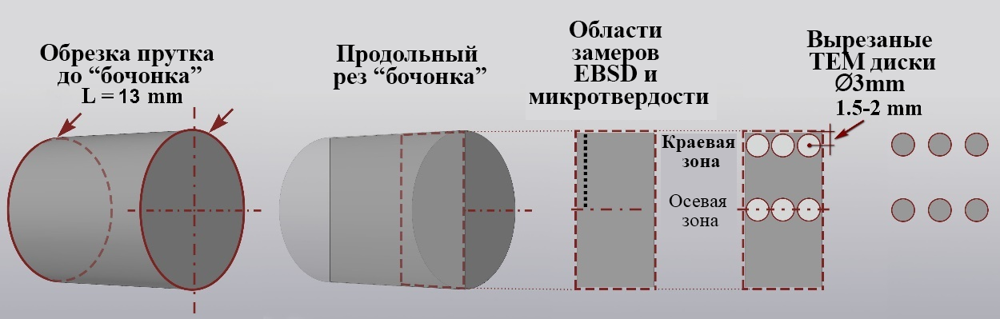 Обрезка прутка
до “бочонка”
L = 13 mm
Продольный
рез “бочонка”
Области
замеров
EBSD и
микротвердости
Вырезаные
ТЕМ диски
∅3mm
1.5-2 mm
Краевая
зона
Осевая
зона